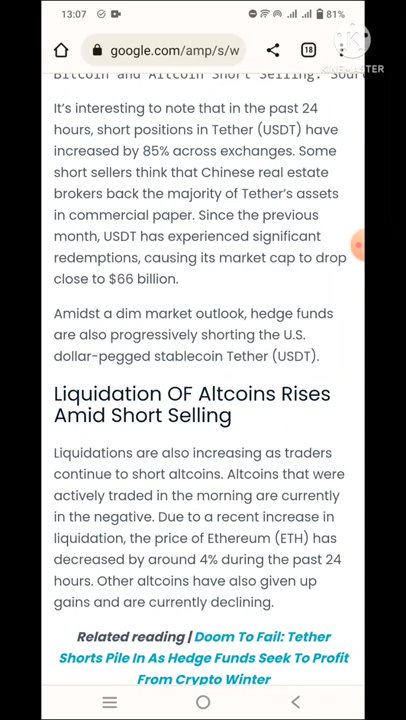 13:07
81%
google.com/amp/s/w
18
KINEMASTER
Bitcoin and Altcoin Short Selling. Sour
It's interesting to note that in the past 24
hours, short positions in Tether (USDT) have
increased by 85% across exchanges. Some
short sellers think that Chinese real estate
brokers back the majority of Tether's assets
in commercial paper. Since the previous
month, USDT has experienced significant
redemptions, causing its market cap to drop
close to $66 billion.
Amidst a dim market outlook, hedge funds
are also progressively shorting the U.S.
dollar-pegged stablecoin Tether (USDT).
Liquidation OF Altcoins Rises
Amid Short Selling
Liquidations are also increasing as traders
continue to short altcoins. Altcoins that were
actively traded in the morning are currently
in the negative. Due to a recent increase in
liquidation, the price of Ethereum (ETH) has
decreased by around 4% during the past 24
hours. Other altcoins have also given up
gains and are currently declining.
Related reading | Doom To Fail: Tether
Shorts Pile In As Hedge Funds Seek To Profit
From Crypto Winter